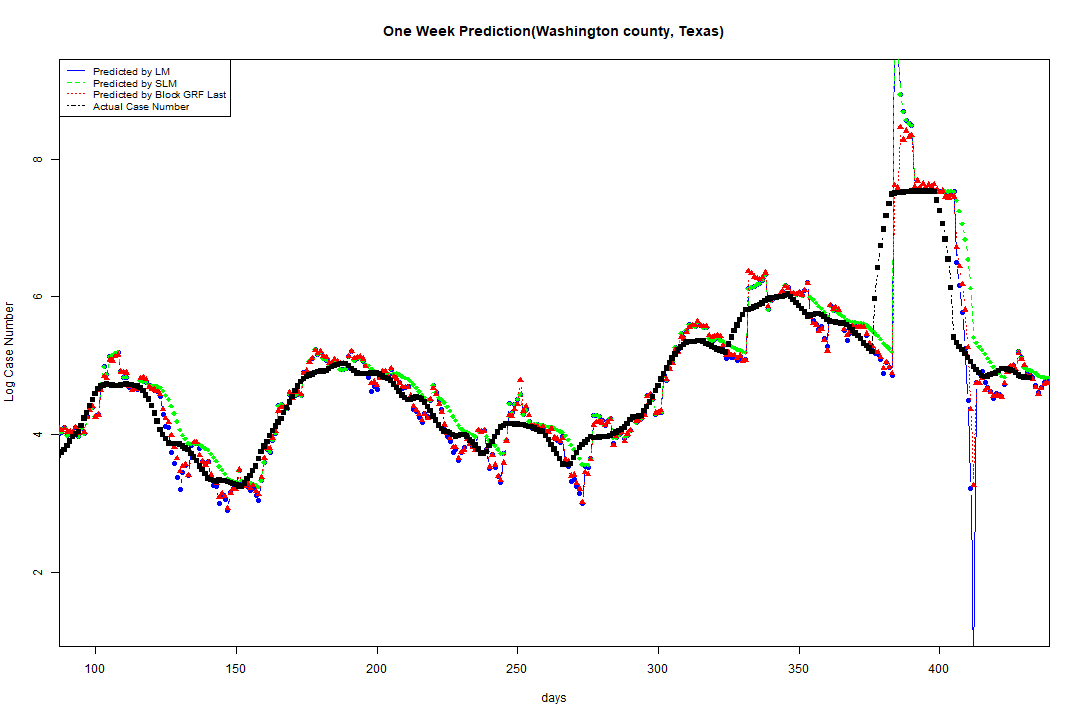 One Week Prediction(Washington county, Texas)
Predicted by LM
Predicted by SLM
Predicted by Block GRF Last
Actual Case Number
Log Case Number
8
6
4
2
100 150 200 250 300 350 400
days